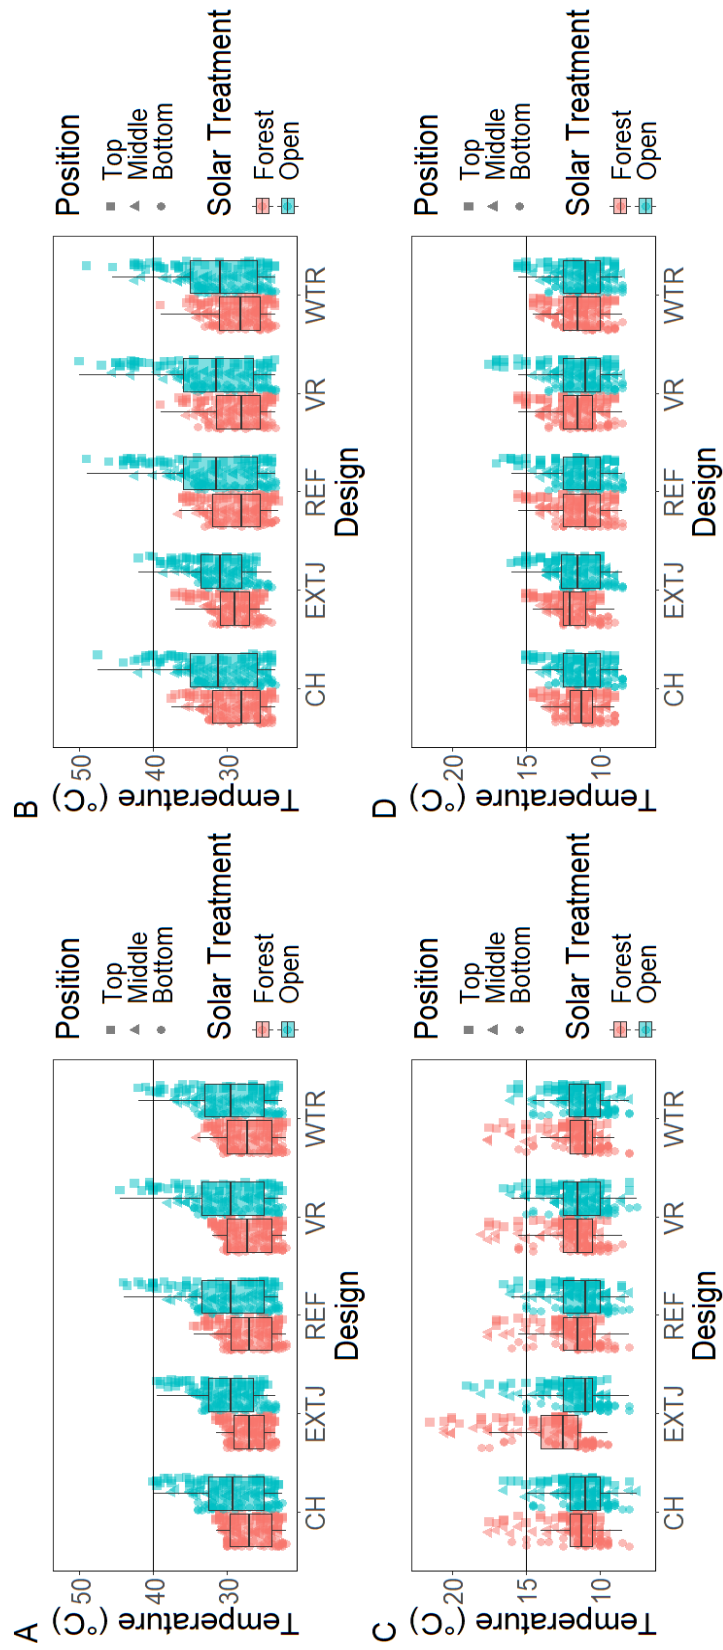 A
Temperature (°C)
50
40
30
CH
EXTJ
REF
VR
WTR
Design
Position
Top
Middle
Bottom
Solar Treatment
Forest
Open
B
Temperature (°C)
50
40
30
CH
EXTJ
REF
VR
WTR
Design
Position
Top
Middle
Bottom
Solar Treatment
Forest
Open
C
Temperature (°C)
20
15
10
CH
EXTJ
REF
VR
WTR
Design
Position
Top
Middle
Bottom
Solar Treatment
Forest
Open
D
Temperature (°C)
20
15
10
CH
EXTJ
REF
VR
WTR
Design
Position
Top
Middle
Bottom
Solar Treatment
Forest
Open